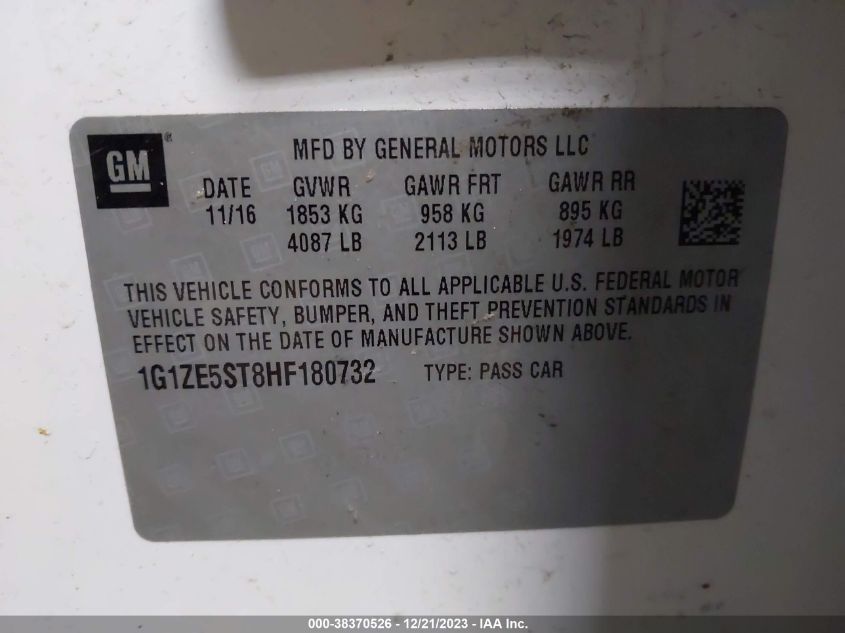 GM
MFD BY GENERAL MOTORS LLC
DATE GVWR GAWR FRT GAWR RR
11/16 1853 KG 958 KG 895 KG
4087 LB 2113 LB 1974 LB
THIS VEHICLE CONFORMS TO ALL APPLICABLE U.S. FEDERAL MOTOR
VEHICLE SAFETY, BUMPER, AND THEFT PREVENTION STANDARDS IN
EFFECT ON THE DATE OF MANUFACTURE SHOWN ABOVE.
1G1ZE5ST8HF180732 TYPE: PASS CAR
000-38370526 - 12/21/2023 - IAA Inc.